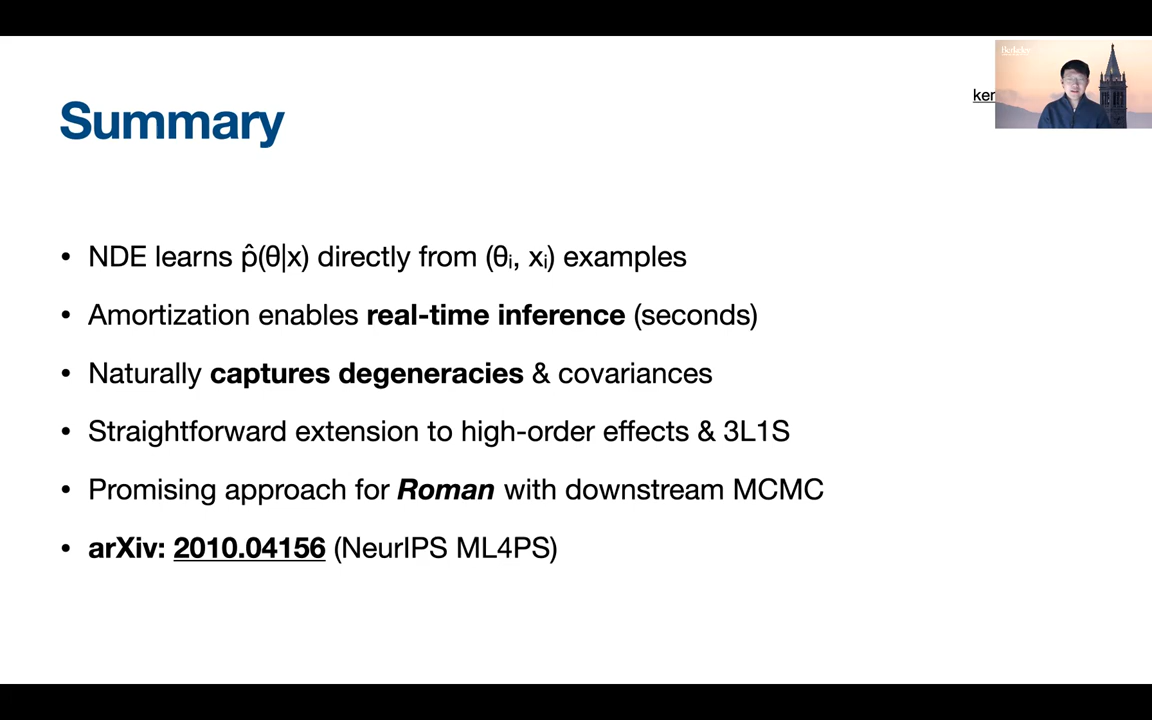 Summary
ker
• NDE learns p̂(θ|x) directly from (θᵢ, xᵢ) examples
• Amortization enables real-time inference (seconds)
• Naturally captures degeneracies & covariances
• Straightforward extension to high-order effects & 3L1S
• Promising approach for Roman with downstream MCMC
• arXiv: 2010.04156 (NeurIPS ML4PS)